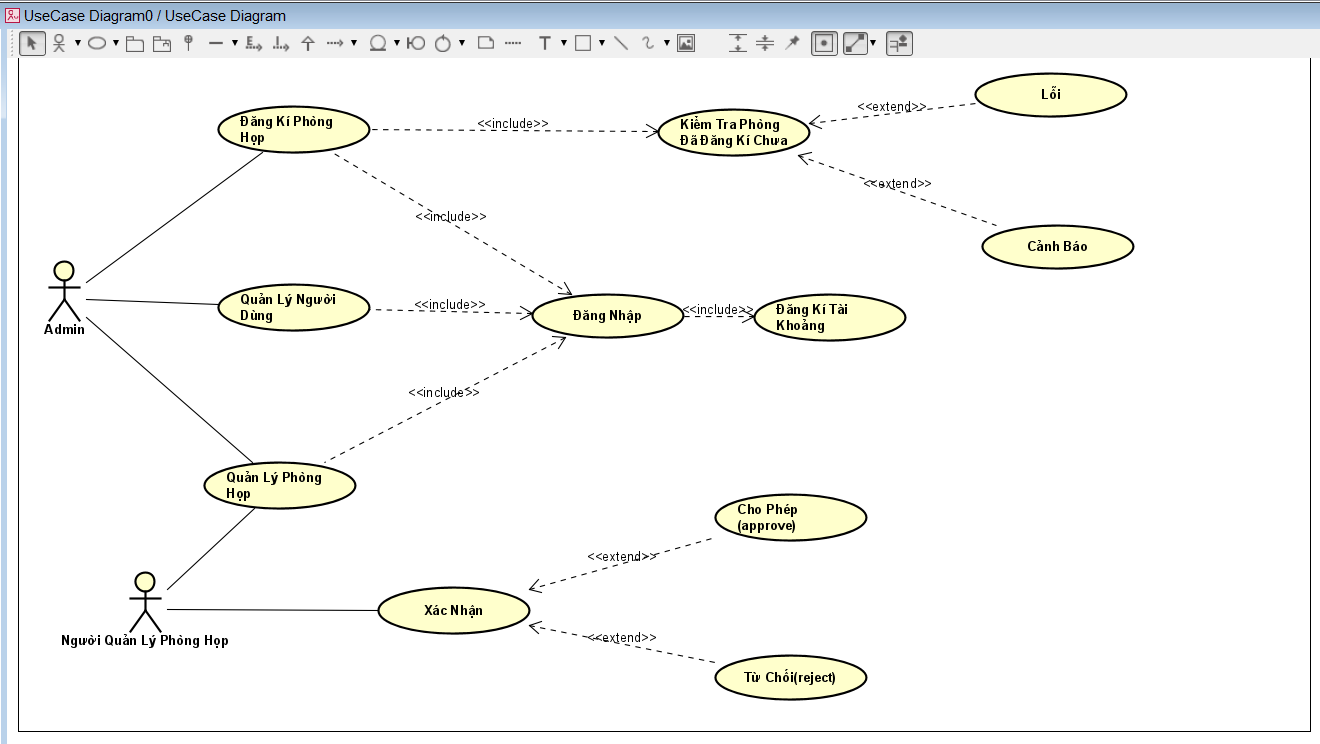 UseCase Diagram0 / UseCase Diagram
Lỗi
<<extend>>
Đăng Kí Phòng
Họp
<<include>>
Kiểm Tra Phòng
Đã Đăng Kí Chưa
<<extend>>
<<include>>
Cảnh Báo
Admin
Quản Lý Người
Dùng
<<include>>
Đăng Nhập
<<include>>
Đăng Kí Tài
Khoảng
<<include>>
Quản Lý Phòng
Họp
Cho Phép
(approve)
<<extend>>
Xác Nhận
Người Quản Lý Phòng Họp
<<extend>>
Từ Chối(reject)